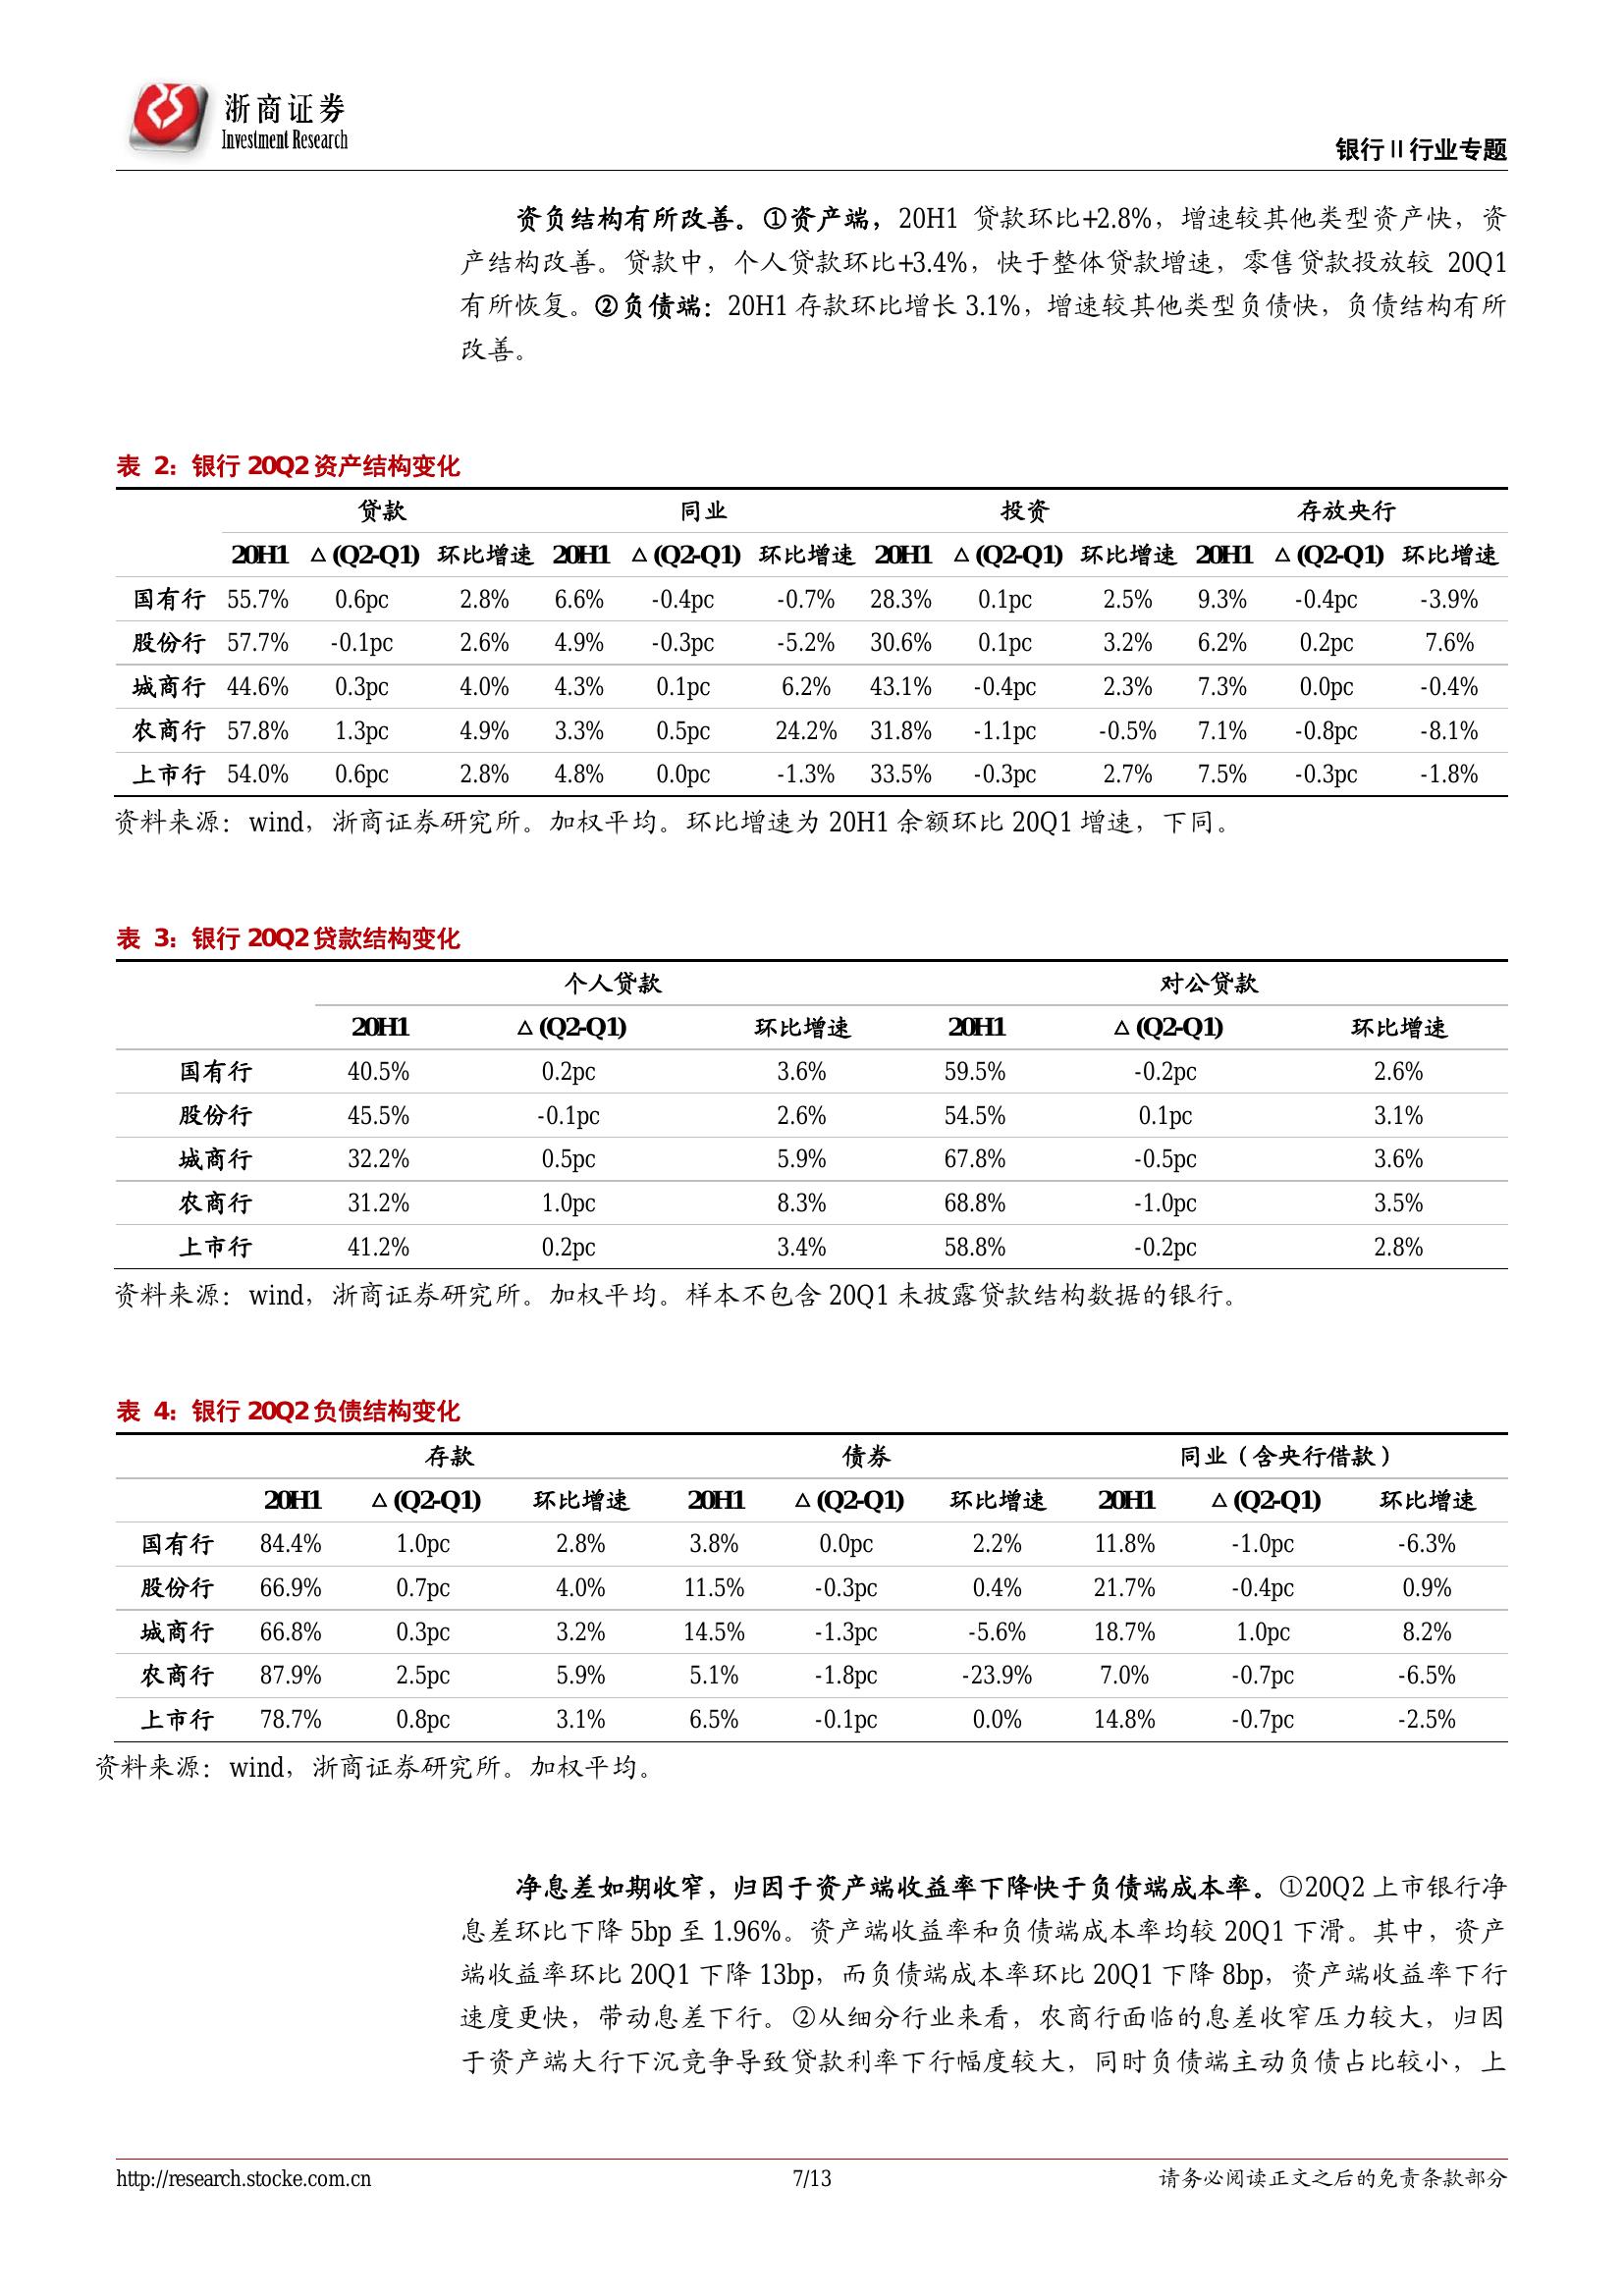 浙商证券
Investment Research
银行II行业专题
资负结构有所改善。①资产端，20H1 贷款环比+2.8%，增速较其他类型资产快，资
产结构改善。贷款中，个人贷款环比+3.4%，快于整体贷款增速，零售贷款投放较 20Q1
有所恢复。②负债端：20H1 存款环比增长 3.1%，增速较其他类型负债快，负债结构有所
改善。
表 2：银行 20Q2 资产结构变化
贷款 同业 投资 存放央行
20H1 △(Q2-Q1) 环比增速 20H1 △(Q2-Q1) 环比增速 20H1 △(Q2-Q1) 环比增速 20H1 △(Q2-Q1) 环比增速
国有行 55.7% 0.6pc 2.8% 6.6% -0.4pc -0.7% 28.3% 0.1pc 2.5% 9.3% -0.4pc -3.9%
股份行 57.7% -0.1pc 2.6% 4.9% -0.3pc -5.2% 30.6% 0.1pc 3.2% 6.2% 0.2pc 7.6%
城商行 44.6% 0.3pc 4.0% 4.3% 0.1pc 6.2% 43.1% -0.4pc 2.3% 7.3% 0.0pc -0.4%
农商行 57.8% 1.3pc 4.9% 3.3% 0.5pc 24.2% 31.8% -1.1pc -0.5% 7.1% -0.8pc -8.1%
上市行 54.0% 0.6pc 2.8% 4.8% 0.0pc -1.3% 33.5% -0.3pc 2.7% 7.5% -0.3pc -1.8%
资料来源：wind，浙商证券研究所。加权平均。环比增速为 20H1 余额环比 20Q1 增速，下同。
表 3：银行 20Q2 贷款结构变化
个人贷款 对公贷款
20H1 △(Q2-Q1) 环比增速 20H1 △(Q2-Q1) 环比增速
国有行 40.5% 0.2pc 3.6% 59.5% -0.2pc 2.6%
股份行 45.5% -0.1pc 2.6% 54.5% 0.1pc 3.1%
城商行 32.2% 0.5pc 5.9% 67.8% -0.5pc 3.6%
农商行 31.2% 1.0pc 8.3% 68.8% -1.0pc 3.5%
上市行 41.2% 0.2pc 3.4% 58.8% -0.2pc 2.8%
资料来源：wind，浙商证券研究所。加权平均。样本不包含 20Q1 未披露贷款结构数据的银行。
表 4：银行 20Q2 负债结构变化
存款 债券 同业（含央行借款）
20H1 △(Q2-Q1) 环比增速 20H1 △(Q2-Q1) 环比增速 20H1 △(Q2-Q1) 环比增速
国有行 84.4% 1.0pc 2.8% 3.8% 0.0pc 2.2% 11.8% -1.0pc -6.3%
股份行 66.9% 0.7pc 4.0% 11.5% -0.3pc 0.4% 21.7% -0.4pc 0.9%
城商行 66.8% 0.3pc 3.2% 14.5% -1.3pc -5.6% 18.7% 1.0pc 8.2%
农商行 87.9% 2.5pc 5.9% 5.1% -1.8pc -23.9% 7.0% -0.7pc -6.5%
上市行 78.7% 0.8pc 3.1% 6.5% -0.1pc 0.0% 14.8% -0.7pc -2.5%
资料来源：wind，浙商证券研究所。加权平均。
净息差如期收窄，归因于资产端收益率下降快于负债端成本率。①20Q2 上市银行净
息差环比下降 5bp 至 1.96%。资产端收益率和负债端成本率均较 20Q1 下滑。其中，资产
端收益率环比 20Q1 下降 13bp，而负债端成本率环比 20Q1 下降 8bp，资产端收益率下行
速度更快，带动息差下行。②从细分行业来看，农商行面临的息差收窄压力较大，归因
于资产端大行下沉竞争导致贷款利率下行幅度较大，同时负债端主动负债占比较小，上
http://research.stocke.com.cn 7/13 请务必阅读正文之后的免责条款部分